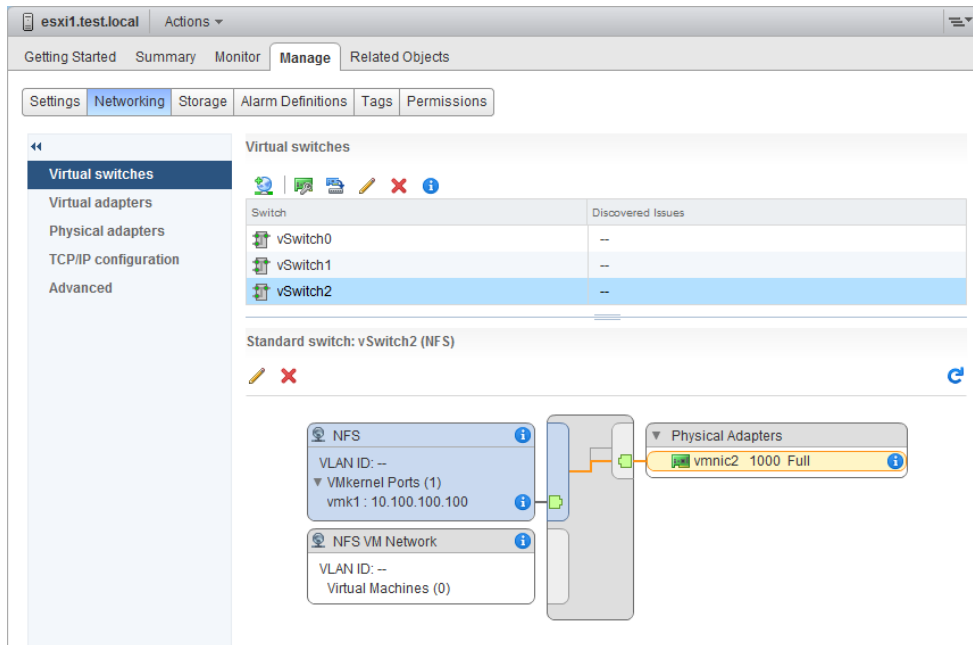 esxi1.test.local Actions
Getting Started Summary Monitor Manage Related Objects
Settings Networking Storage Alarm Definitions Tags Permissions
Virtual switches
Virtual adapters
Physical adapters
TCP/IP configuration
Advanced
Virtual switches
Switch Discovered Issues
vSwitch0 --
vSwitch1 --
vSwitch2 --
Standard switch: vSwitch2 (NFS)
NFS
VLAN ID: --
VMkernel Ports (1)
vmk1 : 10.100.100.100
NFS VM Network
VLAN ID: --
Virtual Machines (0)
Physical Adapters
vmnic2 1000 Full